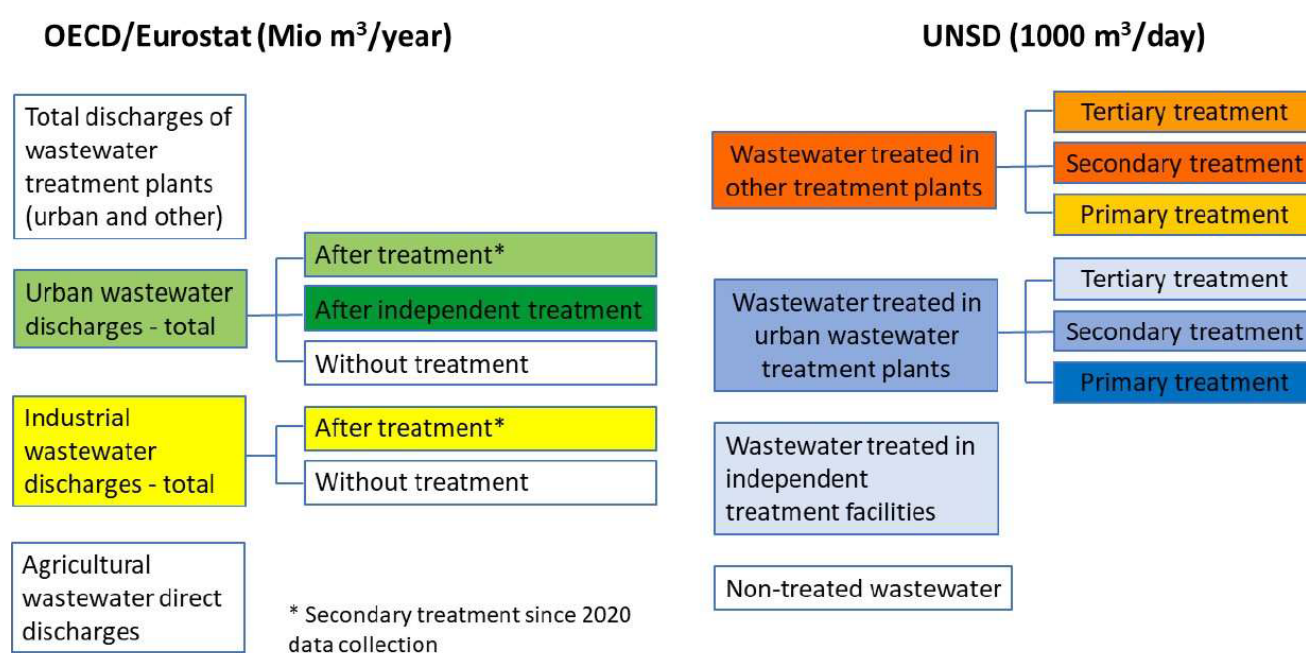 OECD/Eurostat (Mio m³/year)
Total discharges of
wastewater
treatment plants
(urban and other)
Urban wastewater
discharges - total
After treatment*
After independent treatment
Without treatment
Industrial
wastewater
discharges - total
After treatment*
Without treatment
Agricultural
wastewater direct
discharges
* Secondary treatment since 2020
data collection
UNSD (1000 m³/day)
Wastewater treated in
other treatment plants
Tertiary treatment
Secondary treatment
Primary treatment
Wastewater treated in
urban wastewater
treatment plants
Tertiary treatment
Secondary treatment
Primary treatment
Wastewater treated in
independent
treatment facilities
Non-treated wastewater